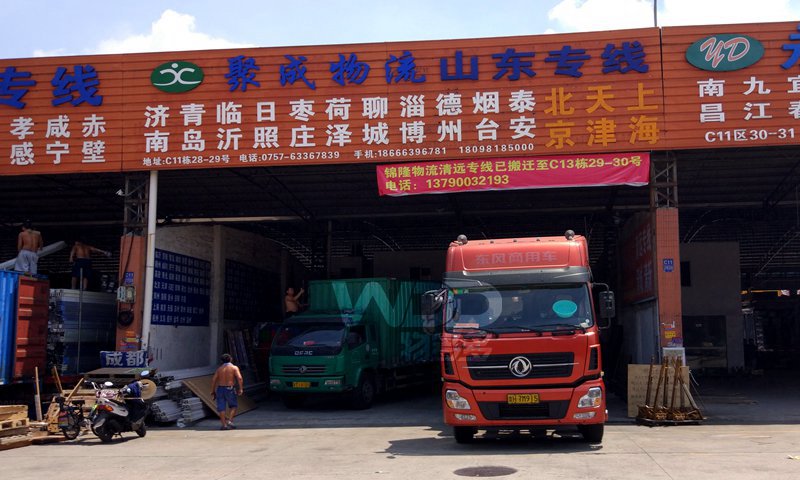 专线
孝咸赤
感宁壁
聚成物流山东专线
济青临日枣荷聊淄德烟泰
南岛沂照庄泽城博州台安
北天上
京津海
地址:C11栋28-29号 电话:0757-63367839 手机:18666396781 18098185000
YD
南九宜
昌江春
C11区30-31
锦隆物流清远专线已搬迁至C13栋29-30号
电话：13790032193
东风商用车
成都
C11